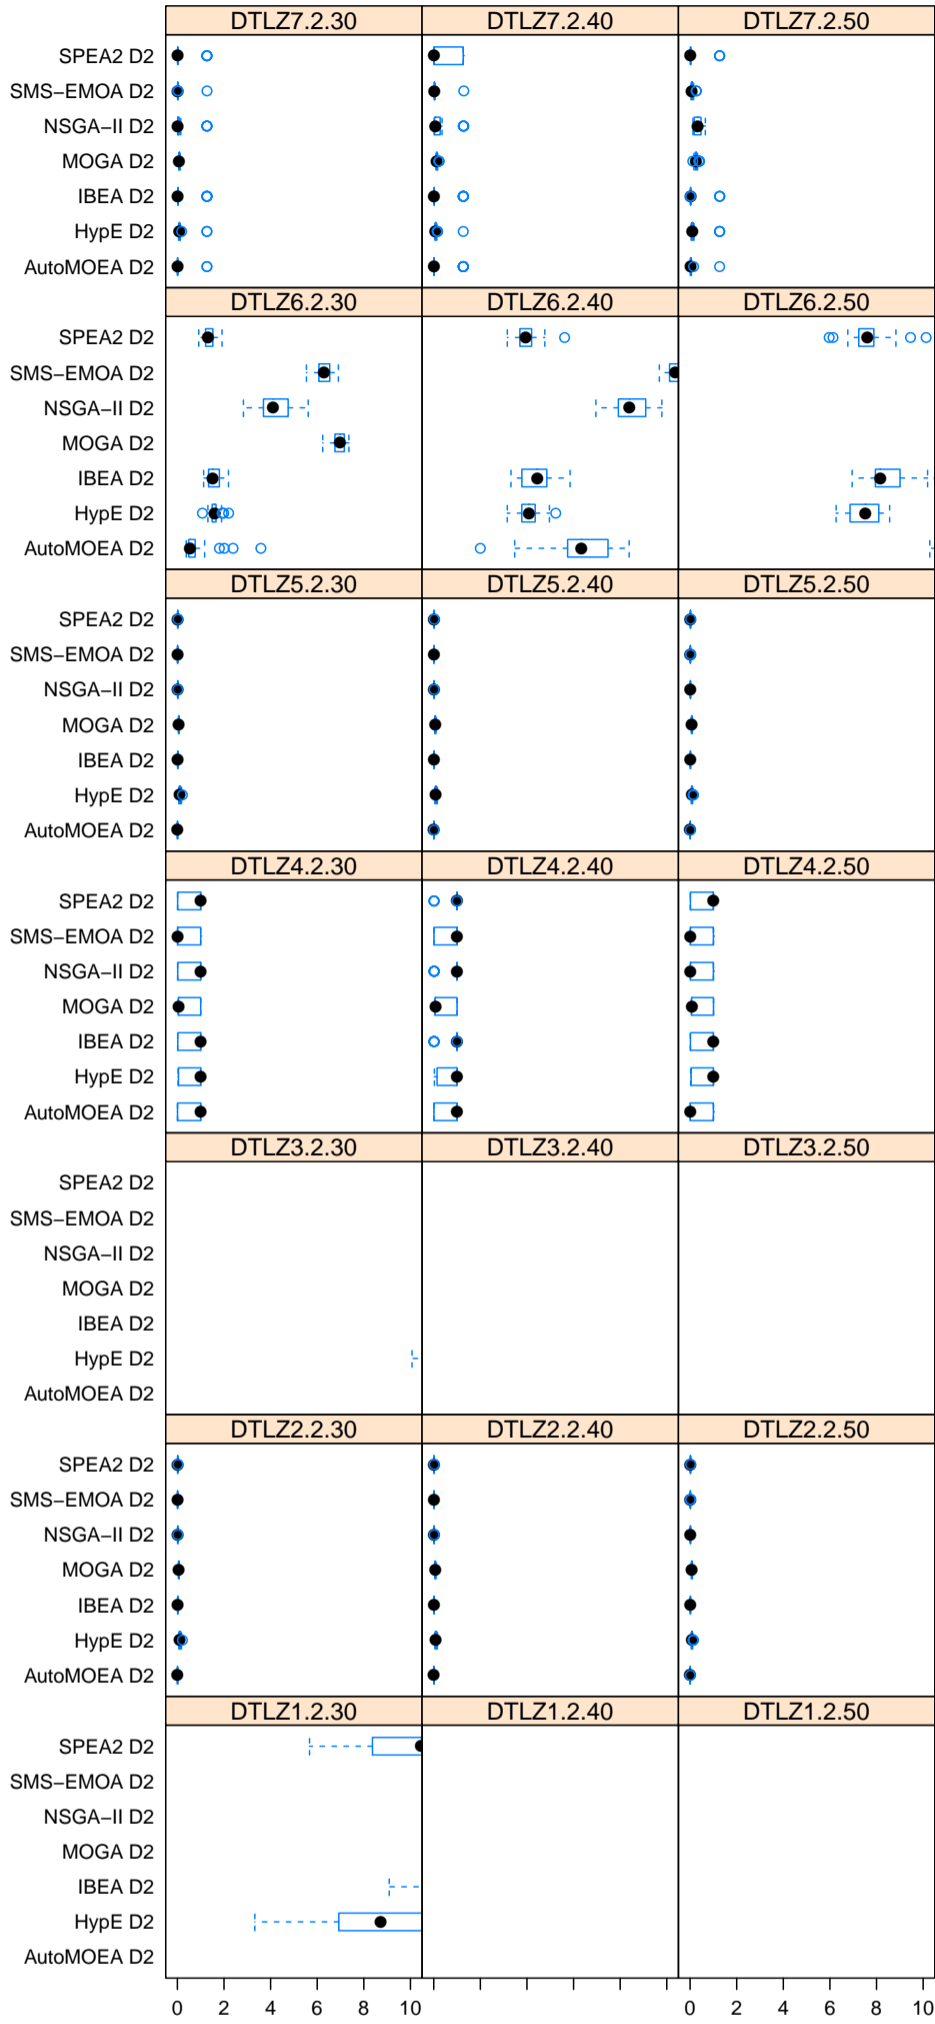 DTLZ7.2.30 DTLZ7.2.40 DTLZ7.2.50
SPEA2 D2
SMS−EMOA D2
NSGA−II D2
MOGA D2
IBEA D2
HypE D2
AutoMOEA D2
DTLZ6.2.30 DTLZ6.2.40 DTLZ6.2.50
SPEA2 D2
SMS−EMOA D2
NSGA−II D2
MOGA D2
IBEA D2
HypE D2
AutoMOEA D2
DTLZ5.2.30 DTLZ5.2.40 DTLZ5.2.50
SPEA2 D2
SMS−EMOA D2
NSGA−II D2
MOGA D2
IBEA D2
HypE D2
AutoMOEA D2
DTLZ4.2.30 DTLZ4.2.40 DTLZ4.2.50
SPEA2 D2
SMS−EMOA D2
NSGA−II D2
MOGA D2
IBEA D2
HypE D2
AutoMOEA D2
DTLZ3.2.30 DTLZ3.2.40 DTLZ3.2.50
SPEA2 D2
SMS−EMOA D2
NSGA−II D2
MOGA D2
IBEA D2
HypE D2
AutoMOEA D2
DTLZ2.2.30 DTLZ2.2.40 DTLZ2.2.50
SPEA2 D2
SMS−EMOA D2
NSGA−II D2
MOGA D2
IBEA D2
HypE D2
AutoMOEA D2
DTLZ1.2.30 DTLZ1.2.40 DTLZ1.2.50
SPEA2 D2
SMS−EMOA D2
NSGA−II D2
MOGA D2
IBEA D2
HypE D2
AutoMOEA D2
0 2 4 6 8 10 0 2 4 6 8 10